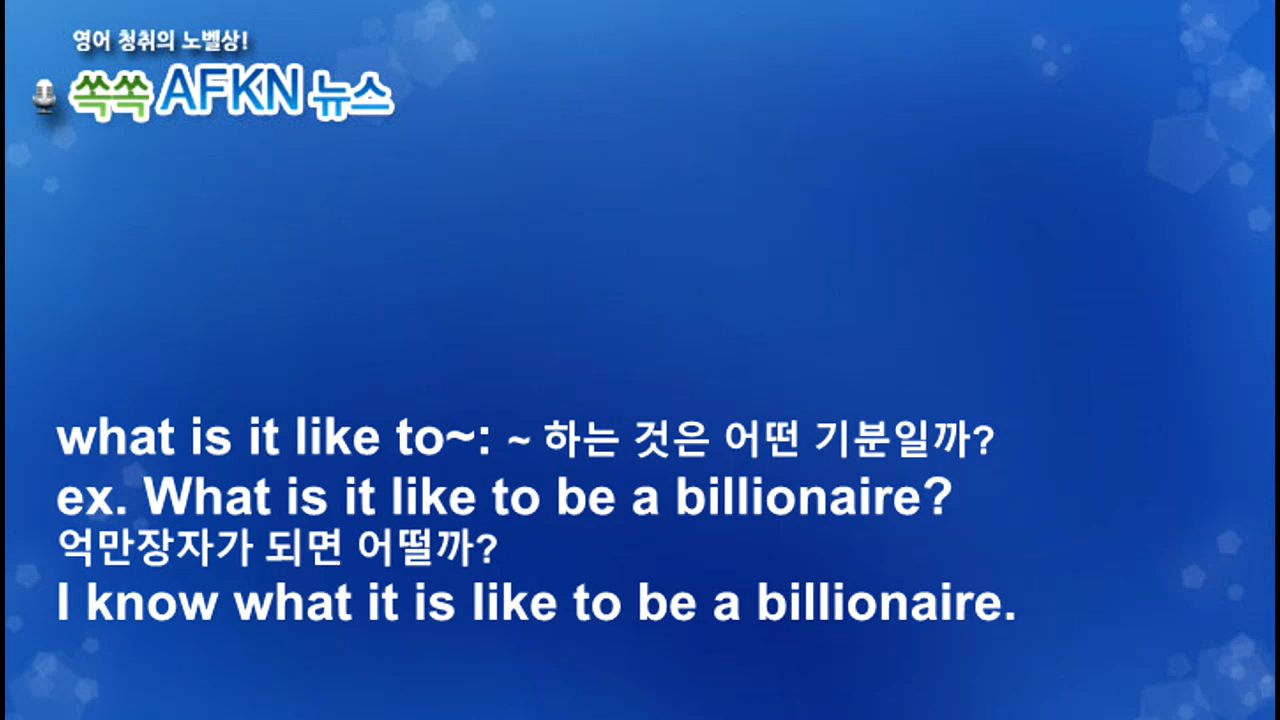 영어 청취의 노벨상!
쏙쏙 AFKN 뉴스
what is it like to~: ~ 하는 것은 어떤 기분일까?
ex. What is it like to be a billionaire?
억만장자가 되면 어떨까?
I know what it is like to be a billionaire.